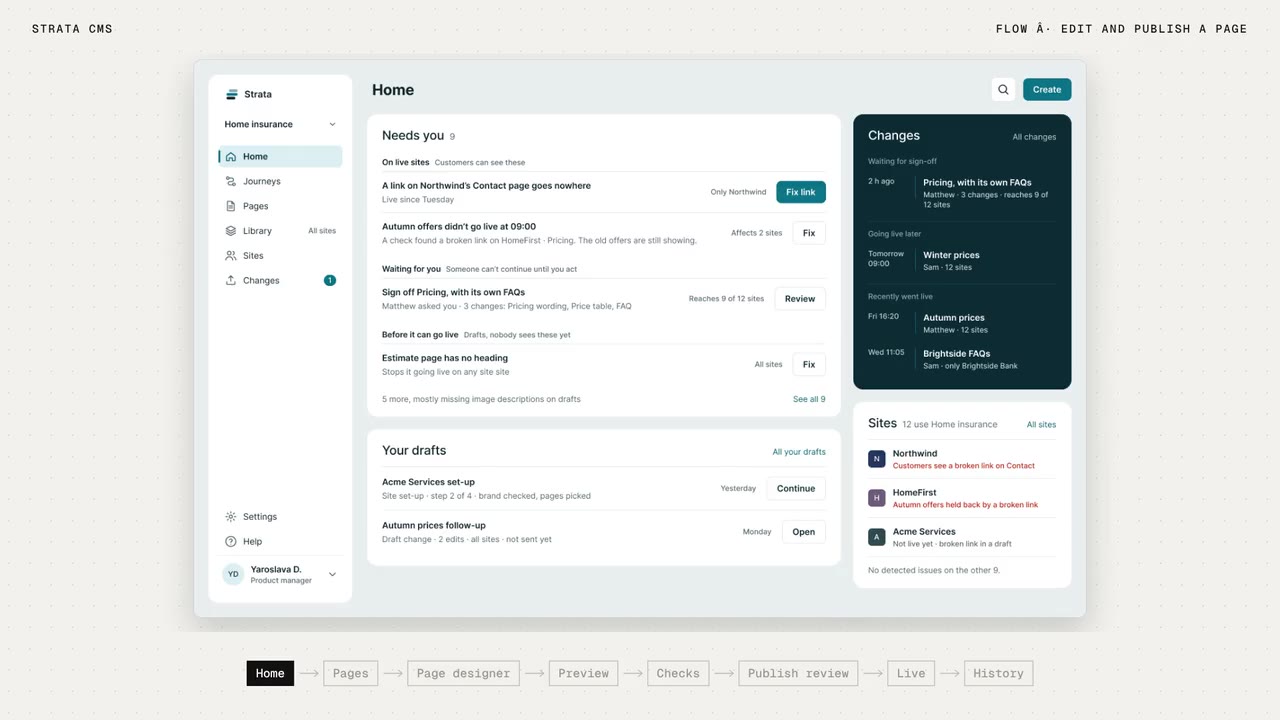 STRATA CMS
FLOW Â· EDIT AND PUBLISH A PAGE
Strata
Home insurance
Home
Journeys
Pages
Library All sites
Sites
Changes 1
Settings
Help
YD
Yaroslava D.
Product manager
Home
Create
Needs you 9
On live sites Customers can see these
A link on Northwind’s Contact page goes nowhere
Live since Tuesday
Only Northwind
Fix link
Autumn offers didn’t go live at 09:00
A check found a broken link on HomeFirst · Pricing. The old offers are still showing.
Affects 2 sites
Fix
Waiting for you Someone can’t continue until you act
Sign off Pricing, with its own FAQs
Matthew asked you · 3 changes: Pricing wording, Price table, FAQ
Reaches 9 of 12 sites
Review
Before it can go live Drafts, nobody sees these yet
Estimate page has no heading
Stops it going live on any site site
All sites
Fix
5 more, mostly missing image descriptions on drafts
See all 9
Your drafts
All your drafts
Acme Services set-up
Site set-up · step 2 of 4 · brand checked, pages picked
Yesterday
Continue
Autumn prices follow-up
Draft change · 2 edits · all sites · not sent yet
Monday
Open
Changes
All changes
Waiting for sign-off
2 h ago
Pricing, with its own FAQs
Matthew · 3 changes · reaches 9 of
12 sites
Going live later
Tomorrow
09:00
Winter prices
Sam · 12 sites
Recently went live
Fri 16:20
Autumn prices
Matthew · 12 sites
Wed 11:05
Brightside FAQs
Sam · only Brightside Bank
Sites 12 use Home insurance
All sites
N
Northwind
Customers see a broken link on Contact
H
HomeFirst
Autumn offers held back by a broken link
A
Acme Services
Not live yet · broken link in a draft
No detected issues on the other 9.
Home
Pages
Page designer
Preview
Checks
Publish review
Live
History